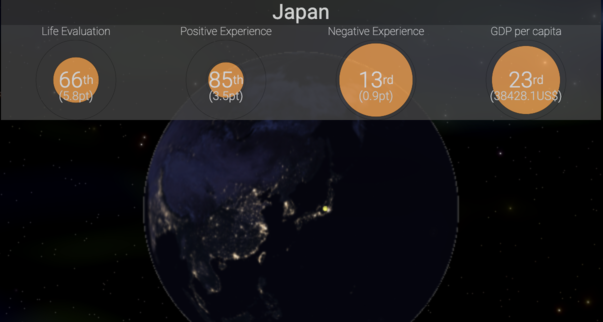 Japan
Life Evaluation Positive Experience Negative Experience GDP per capita
66th 85th 13rd 23rd
(5.8pt) (3.5pt) (0.9pt) (38428.1US$)